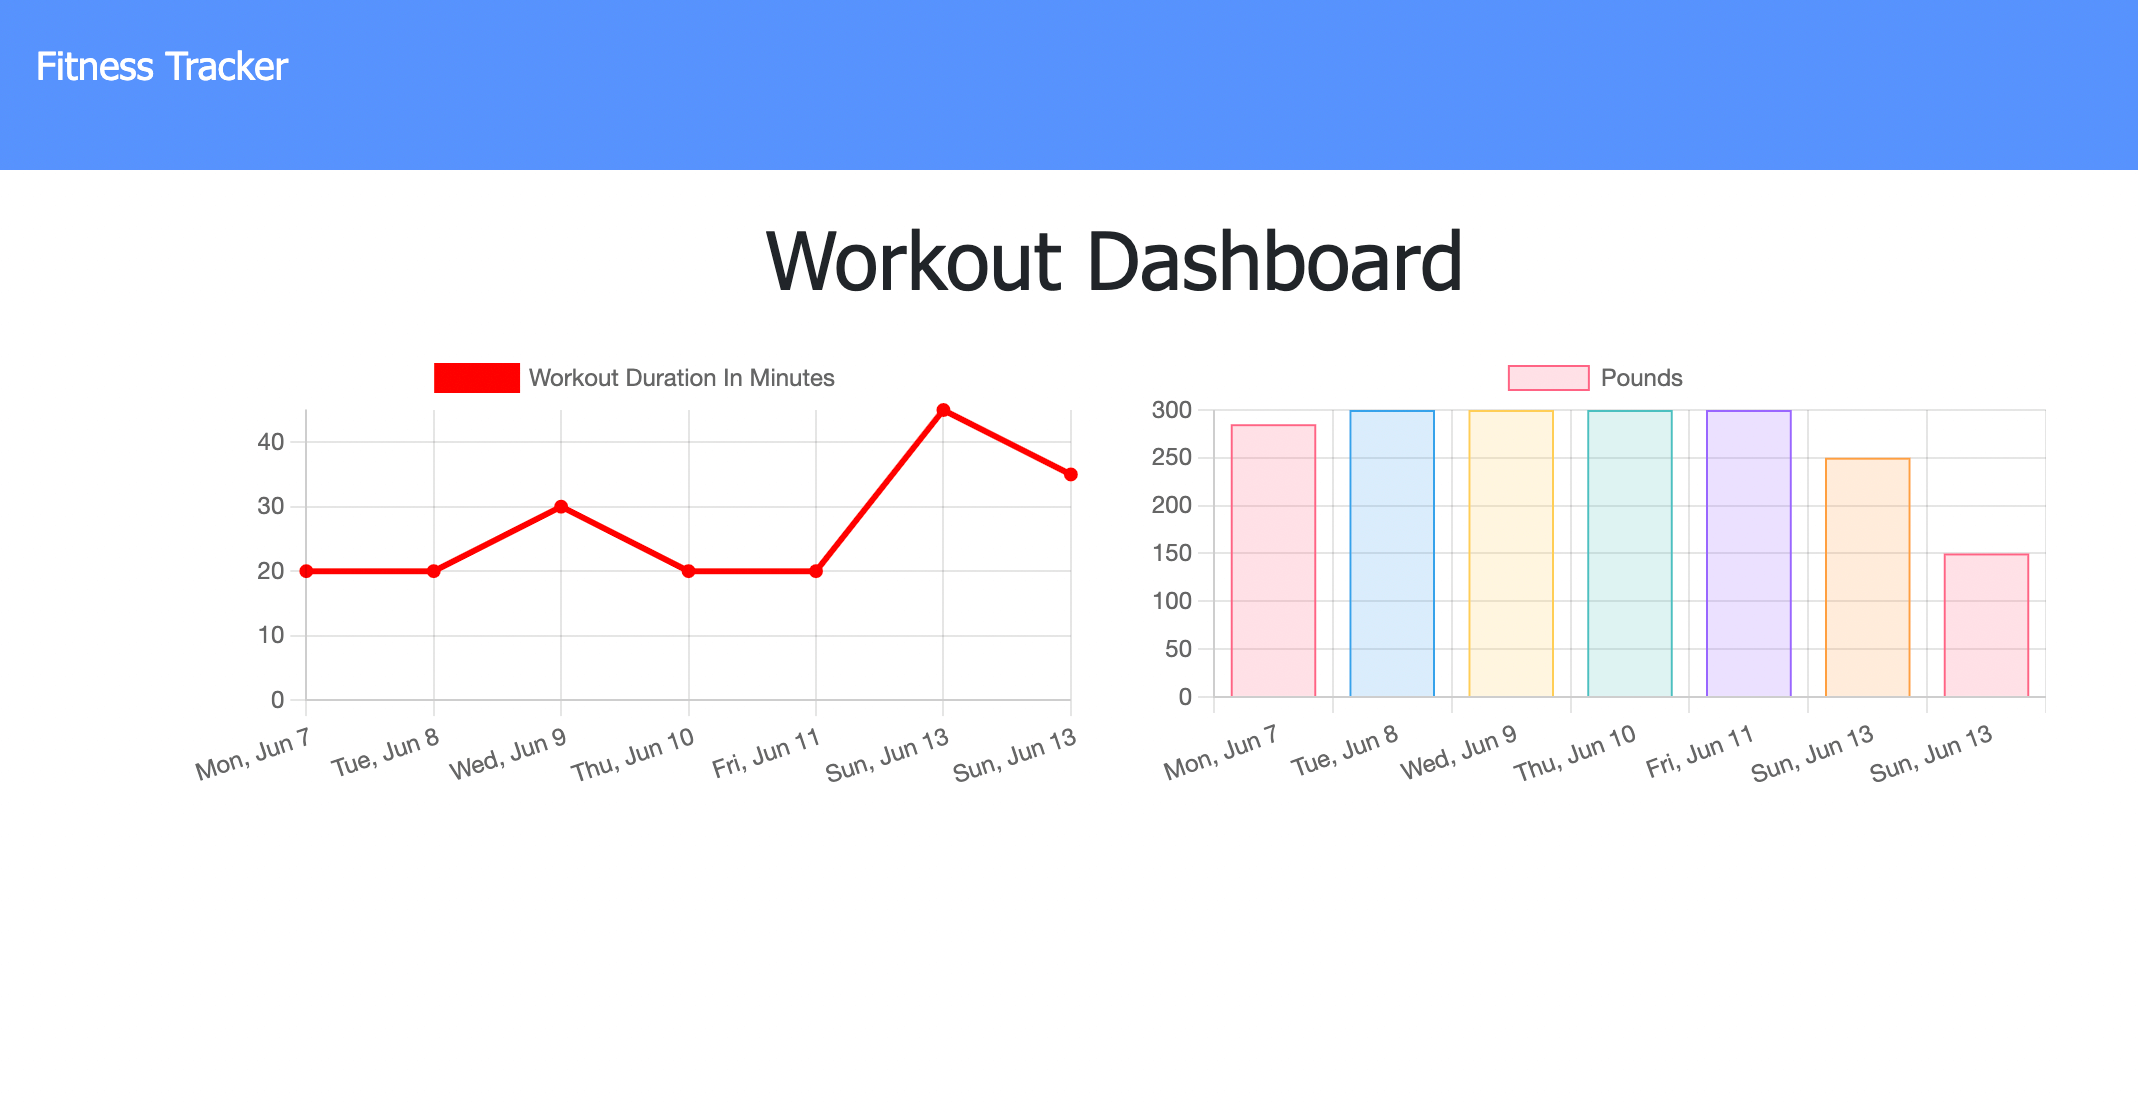 Fitness Tracker
Workout Dashboard
Workout Duration In Minutes
40
30
20
10
0
Mon, Jun 7
Tue, Jun 8
Wed, Jun 9
Thu, Jun 10
Fri, Jun 11
Sun, Jun 13
Sun, Jun 13
Pounds
300
250
200
150
100
50
0
Mon, Jun 7
Tue, Jun 8
Wed, Jun 9
Thu, Jun 10
Fri, Jun 11
Sun, Jun 13
Sun, Jun 13